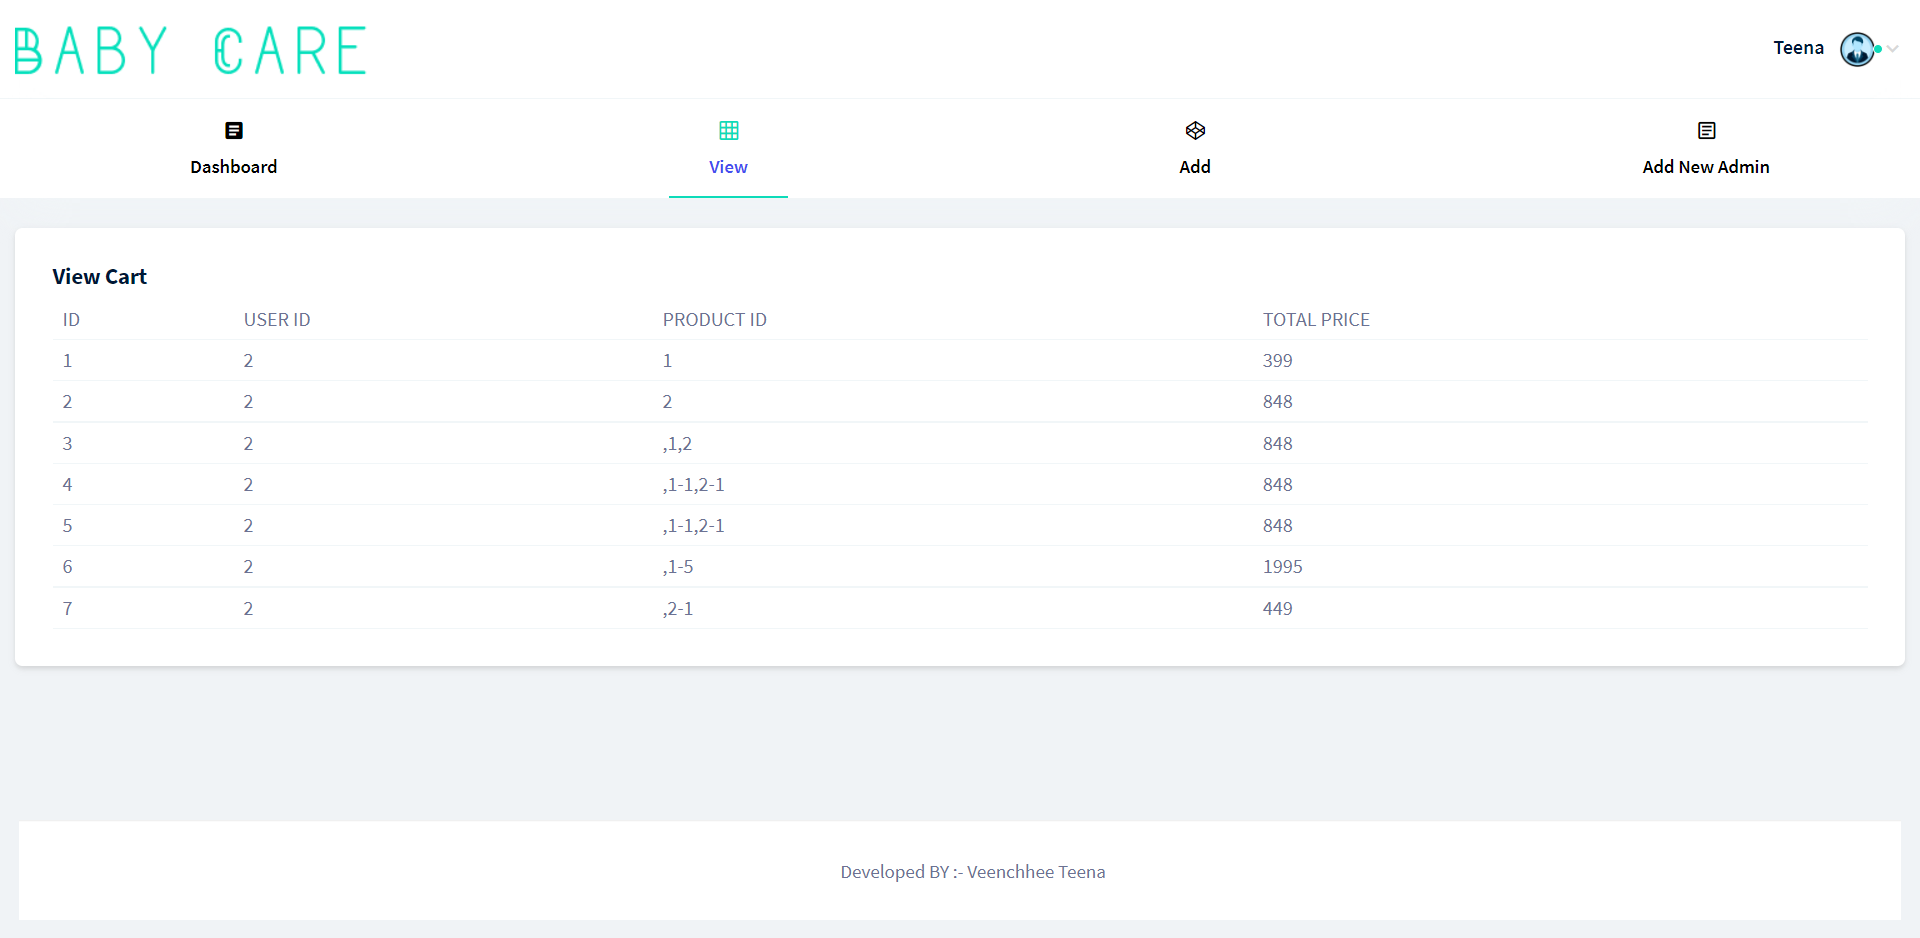 BABY CARE
Teena
Dashboard
View
Add
Add New Admin
View Cart
ID USER ID PRODUCT ID TOTAL PRICE
1 2 1 399
2 2 2 848
3 2 ,1,2 848
4 2 ,1-1,2-1 848
5 2 ,1-1,2-1 848
6 2 ,1-5 1995
7 2 ,2-1 449
Developed BY :- Veenchhee Teena